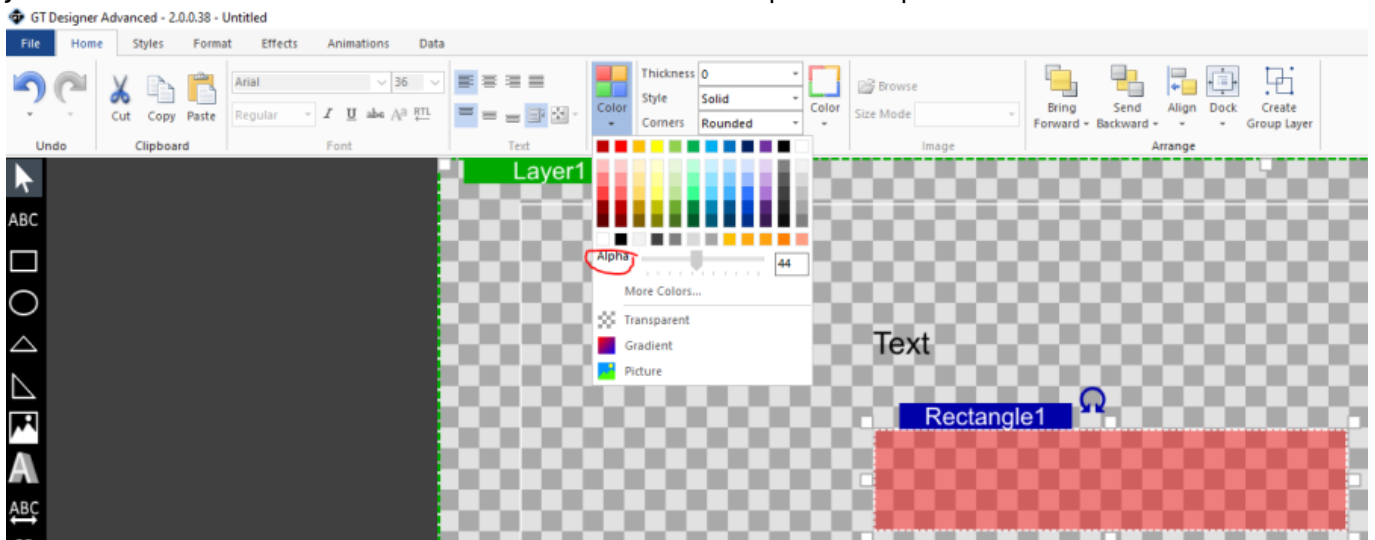 GT Designer Advanced - 2.0.0.38 - Untitled
File Home Styles Format Effects Animations Data
Arial 36
Thickness 0
Browse
Regular I U abc RTL
Style Solid
Size Mode
Cut Copy Paste
Color
Corners Rounded
Color
Bring Forward
Send Backward
Align Dock
Create Group Layer
Undo Clipboard Font Text Image Arrange
Layer1
ABC
Alpha 44
More Colors...
Transparent
Gradient
Picture
Text
Rectangle1
A
ABC